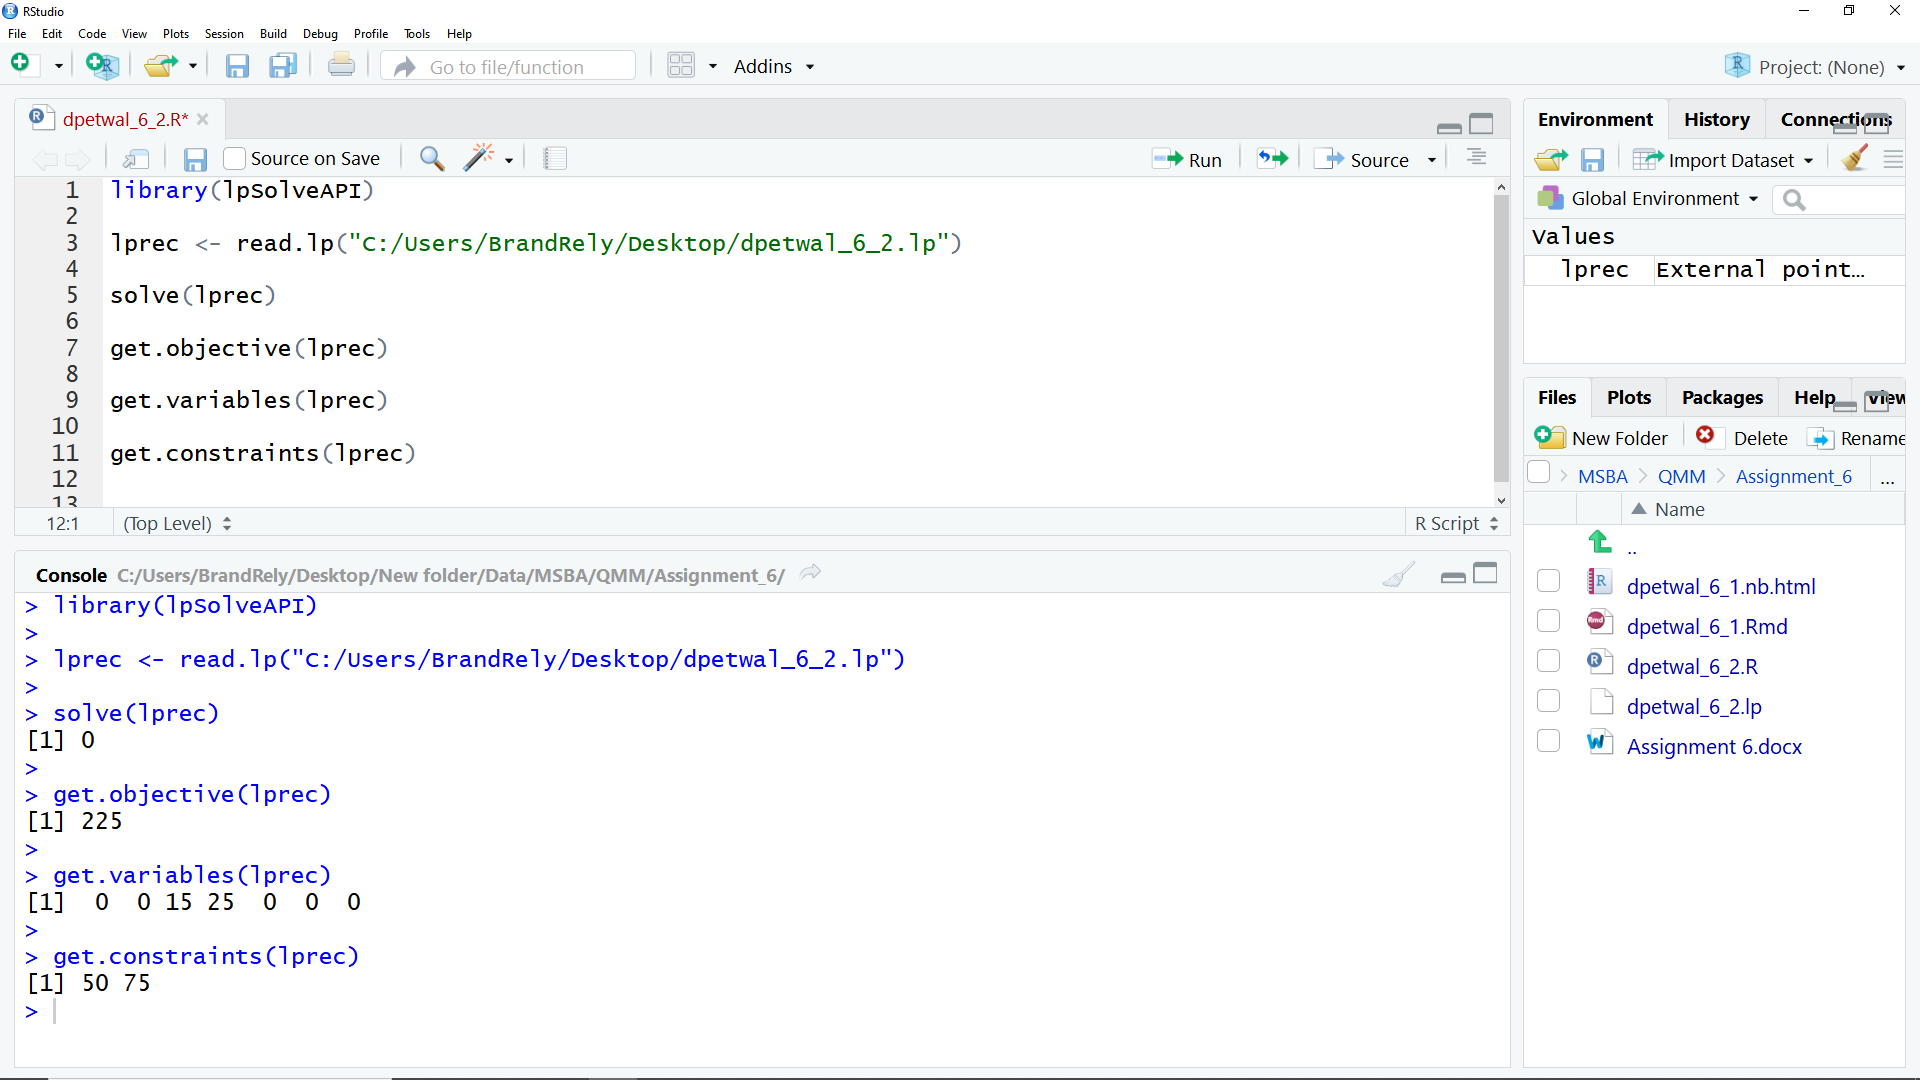 RStudio
File Edit Code View Plots Session Build Debug Profile Tools Help
Go to file/function
Addins
Project: (None)
dpetwal_6_2.R*
Source on Save
Run
Source
1 library(lpSolveAPI)
2
3 lprec <- read.lp("C:/Users/BrandRely/Desktop/dpetwal_6_2.lp")
4
5 solve(lprec)
6
7 get.objective(lprec)
8
9 get.variables(lprec)
10
11 get.constraints(lprec)
12
13
12:1 (Top Level) R Script
Console C:/Users/BrandRely/Desktop/New folder/Data/MSBA/QMM/Assignment_6/
> library(lpSolveAPI)
>
> lprec <- read.lp("C:/Users/BrandRely/Desktop/dpetwal_6_2.lp")
>
> solve(lprec)
[1] 0
>
> get.objective(lprec)
[1] 225
>
> get.variables(lprec)
[1]  0  0 15 25  0  0  0
>
> get.constraints(lprec)
[1] 50 75
>
Environment History Connections
Import Dataset
Global Environment
Values
lprec External point…
Files Plots Packages Help View
New Folder Delete Rename
MSBA QMM Assignment_6 ...
Name
..
dpetwal_6_1.nb.html
dpetwal_6_1.Rmd
dpetwal_6_2.R
dpetwal_6_2.lp
Assignment 6.docx